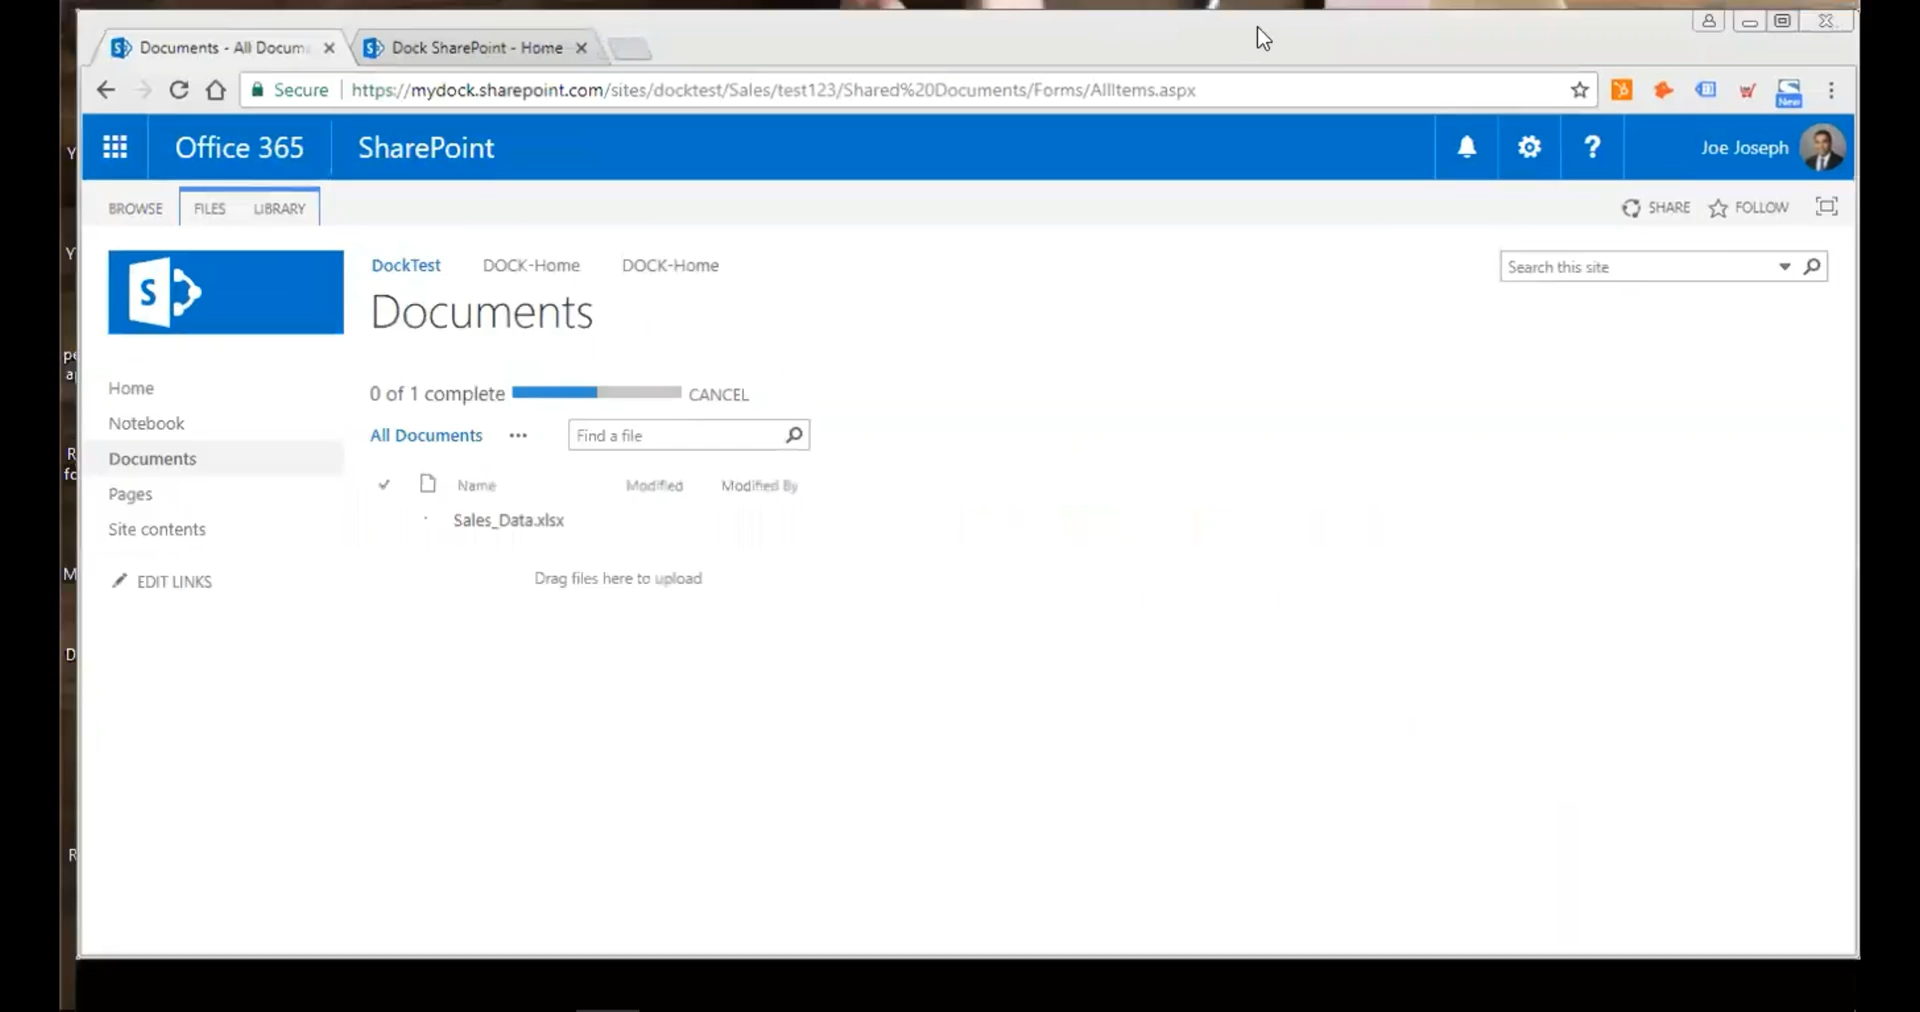 Documents - All Docum
Dock SharePoint - Home
Secure
https://mydock.sharepoint.com/sites/docktest/Sales/test123/Shared%20Documents/Forms/AllItems.aspx
New
Office 365
SharePoint
Joe Joseph
BROWSE
FILES
LIBRARY
SHARE
FOLLOW
S
DockTest
DOCK-Home
DOCK-Home
Search this site
Documents
Home
Notebook
Documents
Pages
Site contents
EDIT LINKS
0 of 1 complete
CANCEL
All Documents
Find a file
Name
Modified
Modified By
Sales_Data.xlsx
Drag files here to upload